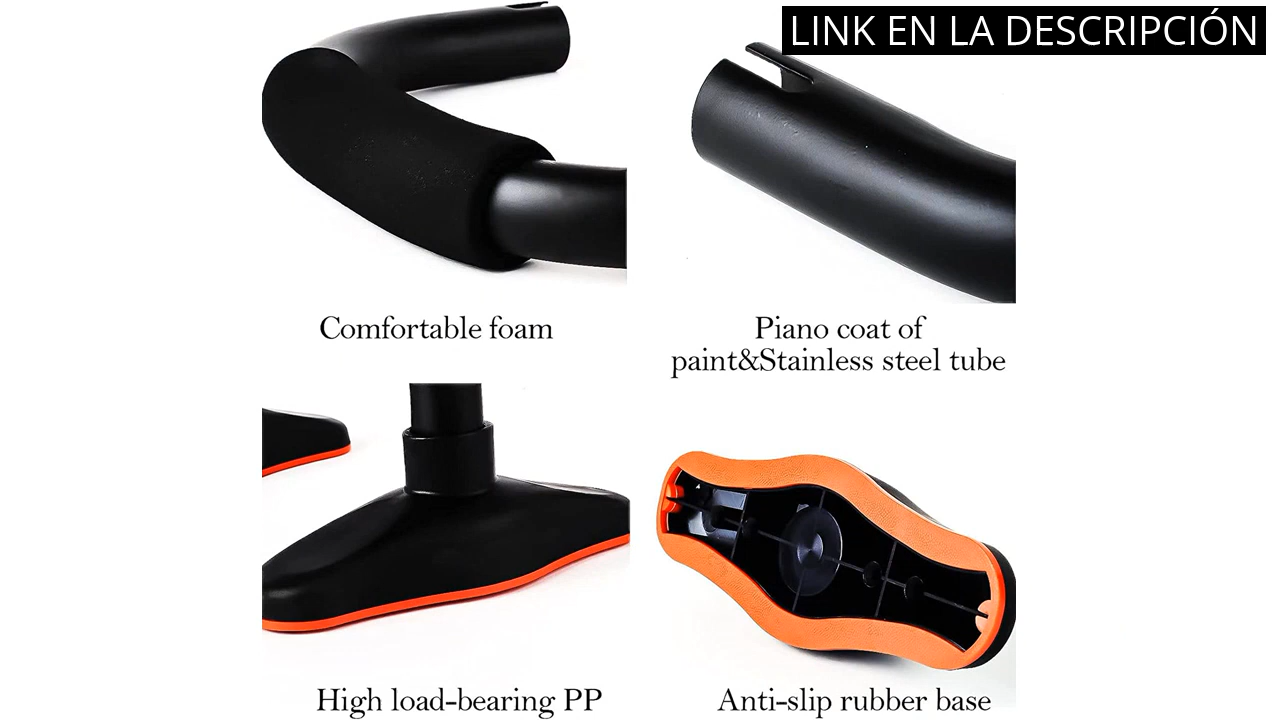 LINK EN LA DESCRIPCIÓN
Comfortable foam
Piano coat of
paint&Stainless steel tube
High load-bearing PP
Anti-slip rubber base